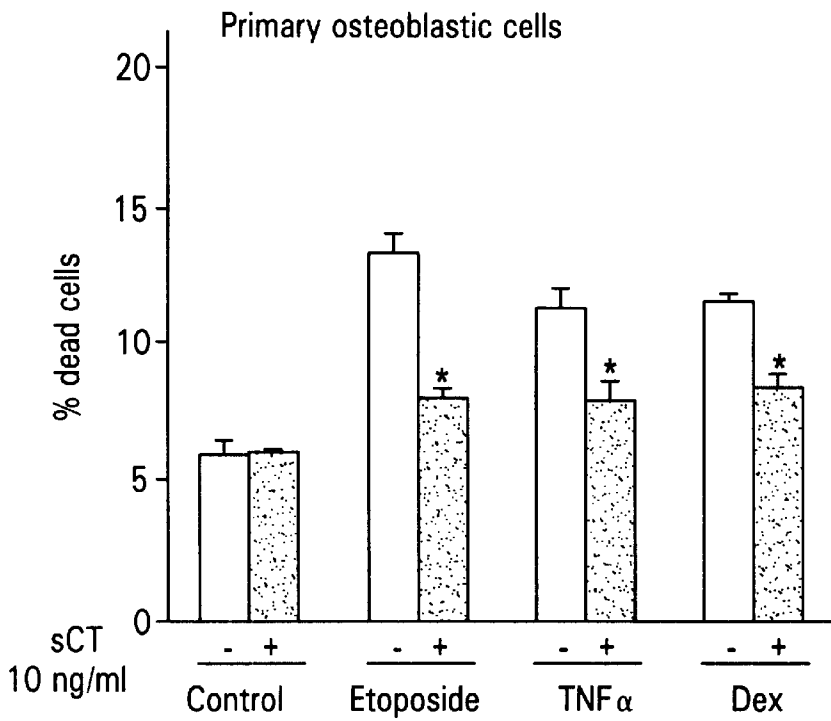 Primary osteoblastic cells
20
15
10
5
0
% dead cells
* * *
sCT - + - + - + - +
10 ng/ml
Control Etoposide TNF α Dex